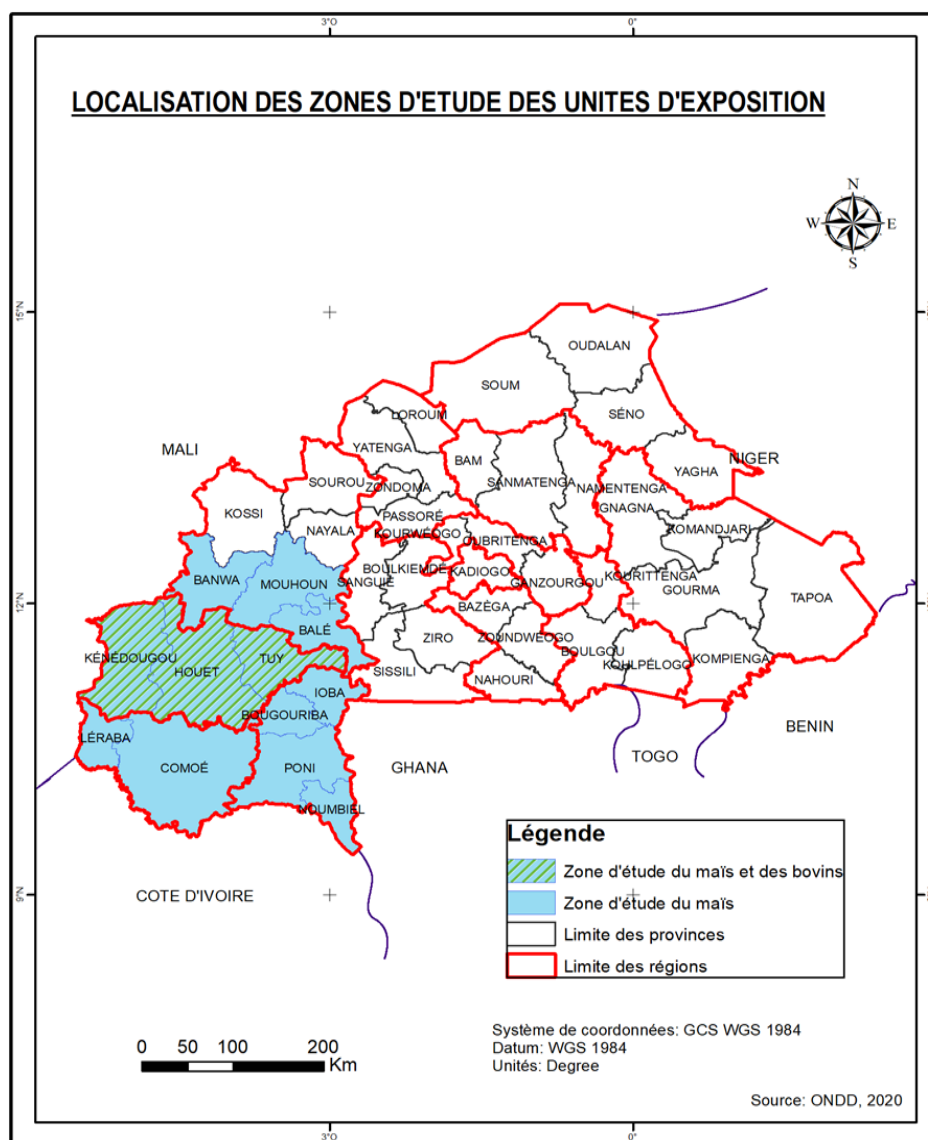 3°O
0°
LOCALISATION DES ZONES D'ETUDE DES UNITES D'EXPOSITION
N
W
E
S
15°N
OUDALAN
SOUM
LOROUM
SÉNO
MALI
YATENGA
BAM
NIGER
YAGHA
SOUROU
ZONDOMA
SANMATENGA
NAMENTENGA
GNAGNA
KOSSI
PASSORÉ
NAYALA
KOURWÉOGO
OUBRITENGA
KOMANDJARI
BANWA
MOUHOUN
SANGUIÉ
BOULKIEMDÉ
KADIOGO
GANZOURGOU
KOURITTENGA
GOURMA
TAPOA
12°N
BAZÈGA
BALÉ
ZIRO
ZOUNDWÉOGO
KÉNÉDOUGOU
HOUET
TUY
SISSILI
BOULGOU
KOULPÉLOGO
KOMPIENGA
NAHOURI
IOBA
BOUGOURIBA
LÉRABA
BENIN
COMOÉ
PONI
GHANA
TOGO
NOUMBIEL
Légende
Zone d'étude du maïs et des bovins
Zone d'étude du maïs
Limite des provinces
Limite des régions
9°N
COTE D'IVOIRE
0 50 100 200
Km
Système de coordonnées: GCS WGS 1984
Datum: WGS 1984
Unités: Degree
Source: ONDD, 2020
3°O
0°